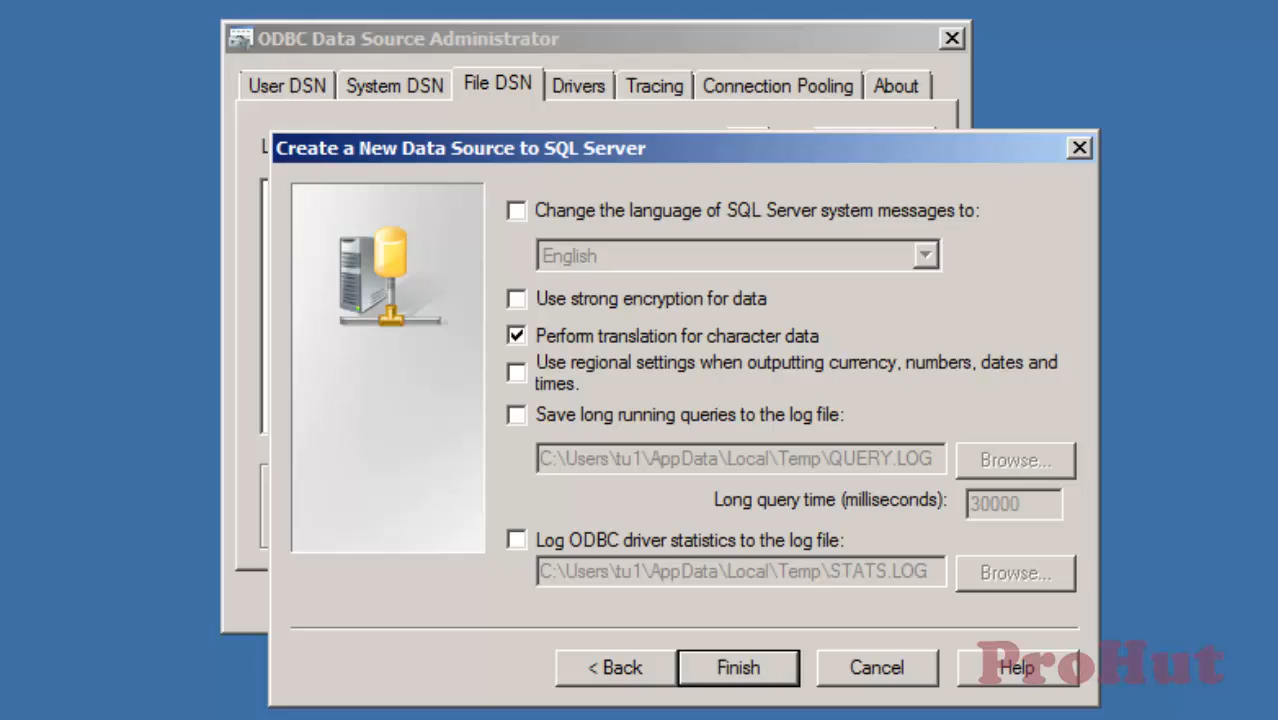 ODBC Data Source Administrator
User DSN System DSN File DSN Drivers Tracing Connection Pooling About
Create a New Data Source to SQL Server
Change the language of SQL Server system messages to:
English
Use strong encryption for data
Perform translation for character data
Use regional settings when outputting currency, numbers, dates and
times.
Save long running queries to the log file:
C:\Users\tu1\AppData\Local\Temp\QUERY.LOG Browse...
Long query time (milliseconds): 30000
Log ODBC driver statistics to the log file:
C:\Users\tu1\AppData\Local\Temp\STATS.LOG Browse...
< Back Finish Cancel Help
ProHut